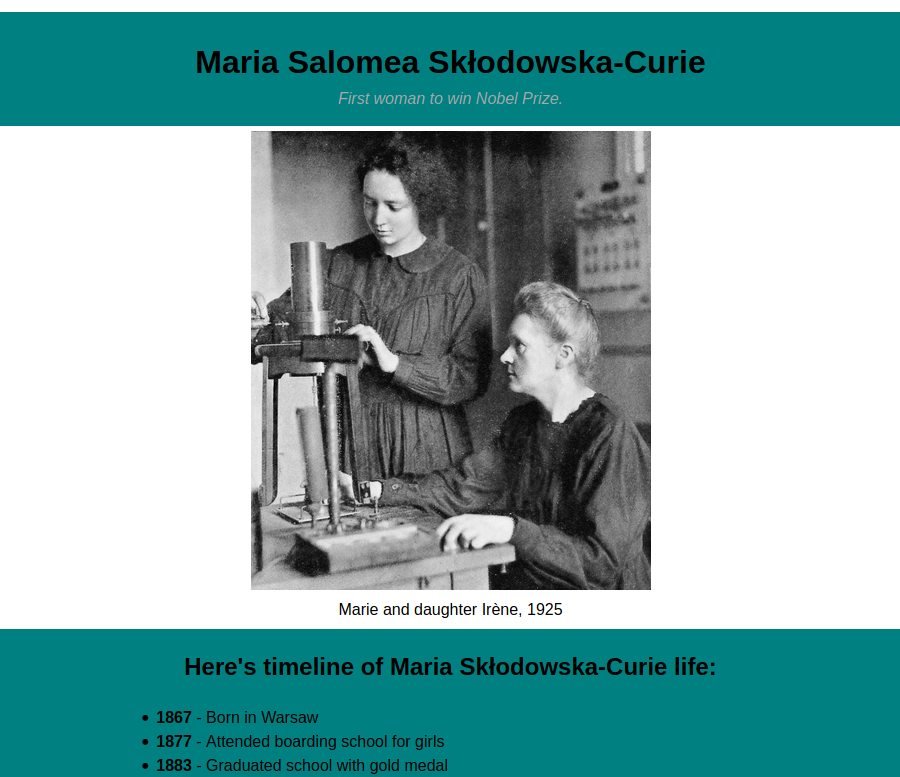 Maria Salomea Skłodowska-Curie
First woman to win Nobel Prize.
Marie and daughter Irène, 1925
Here's timeline of Maria Skłodowska-Curie life:
1867 - Born in Warsaw
1877 - Attended boarding school for girls
1883 - Graduated school with gold medal